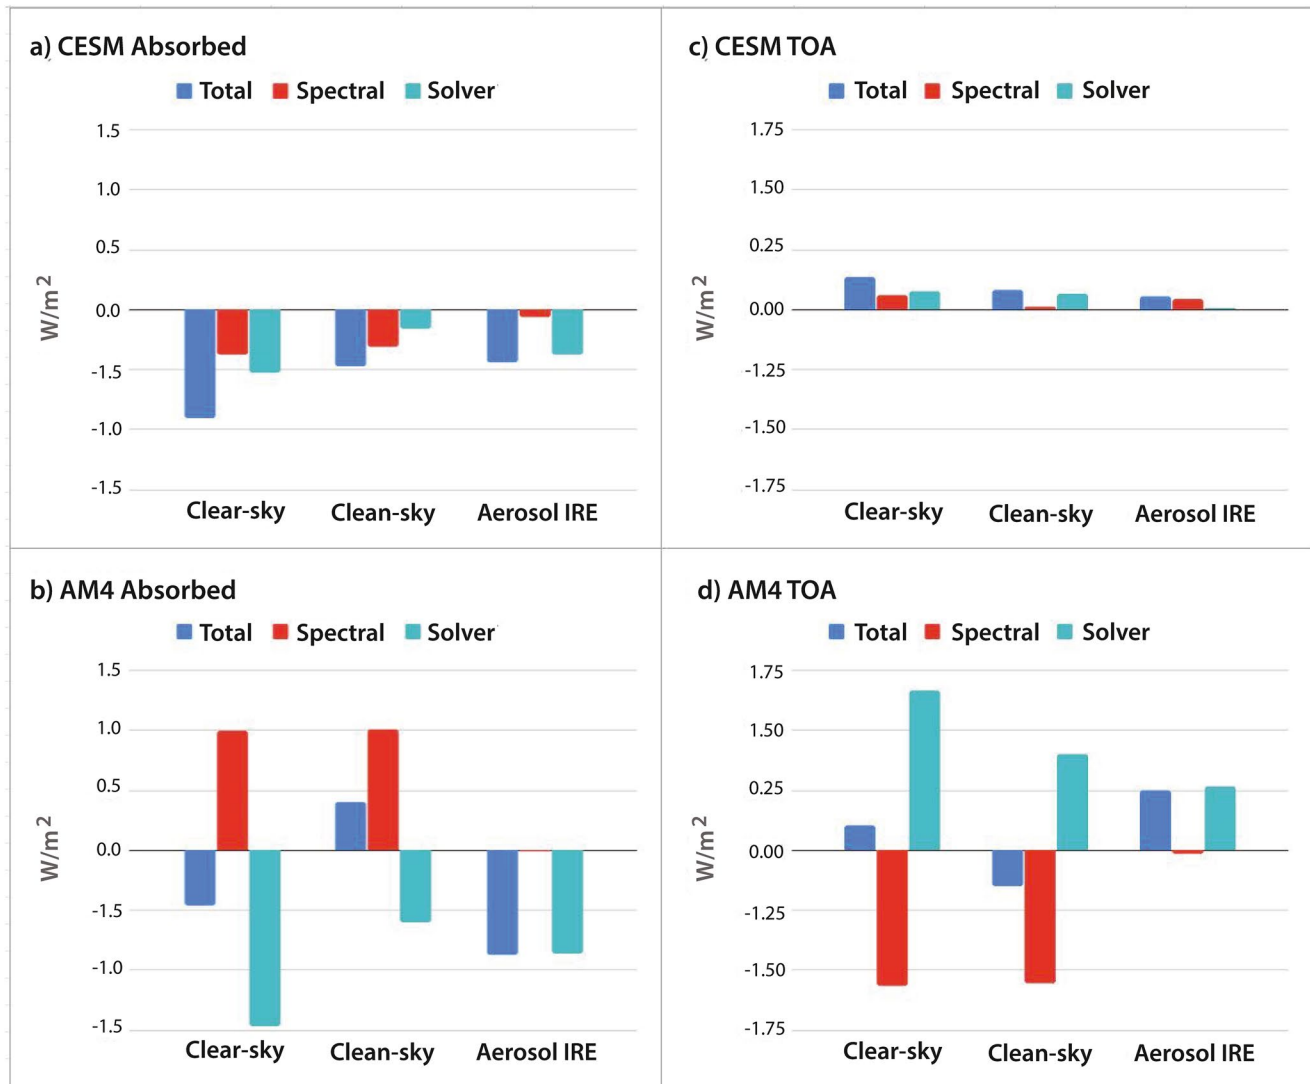 a) CESM Absorbed
Total Spectral Solver
1.5
1.0
0.5
0.0
-1.5
-1.0
-1.5
W/m2
Clear-sky Clean-sky Aerosol IRE
c) CESM TOA
Total Spectral Solver
1.75
1.50
0.25
0.00
-1.25
-1.50
-1.75
W/m2
Clear-sky Clean-sky Aerosol IRE
b) AM4 Absorbed
Total Spectral Solver
1.5
1.0
0.5
0.0
-1.5
-1.0
-1.5
W/m2
Clear-sky Clean-sky Aerosol IRE
d) AM4 TOA
Total Spectral Solver
1.75
1.50
0.25
0.00
-1.25
-1.50
-1.75
W/m2
Clear-sky Clean-sky Aerosol IRE